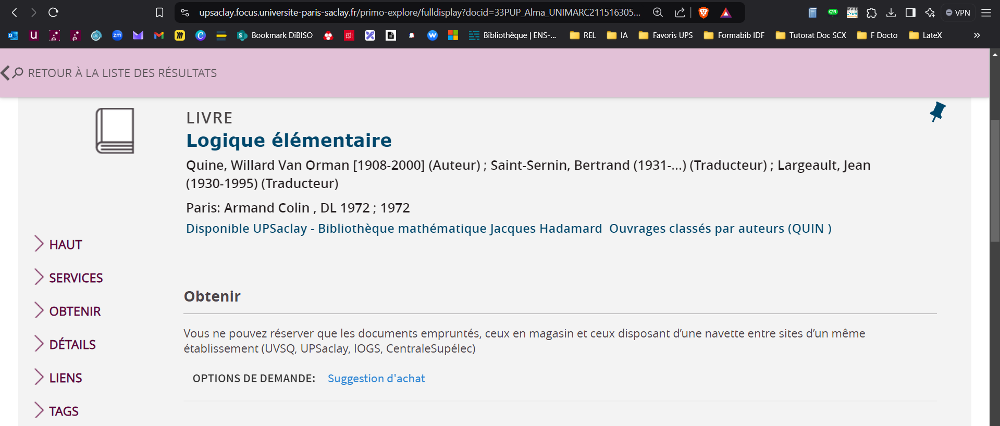 upsaclay.focus.universite-paris-saclay.fr/primo-explore/fulldisplay?docid=33PUP_Alma_UNIMARC211516305...
VPN
Bookmark DiBISO
Bibliothèque | ENS-...
REL
IA
Favoris UPS
Formabib IDF
Tutorat Doc SCX
F Docto
LateX
RETOUR À LA LISTE DES RÉSULTATS
LIVRE
Logique élémentaire
Quine, Willard Van Orman [1908-2000] (Auteur) ; Saint-Sernin, Bertrand (1931-...) (Traducteur) ; Largeault, Jean
(1930-1995) (Traducteur)
Paris: Armand Colin , DL 1972 ; 1972
Disponible UPSaclay - Bibliothèque mathématique Jacques Hadamard Ouvrages classés par auteurs (QUIN )
HAUT
SERVICES
OBTENIR
DÉTAILS
LIENS
TAGS
Obtenir
Vous ne pouvez réserver que les documents empruntés, ceux en magasin et ceux disposant d’une navette entre sites d’un même
établissement (UVSQ, UPSaclay, IOGS, CentraleSupélec)
OPTIONS DE DEMANDE: Suggestion d'achat